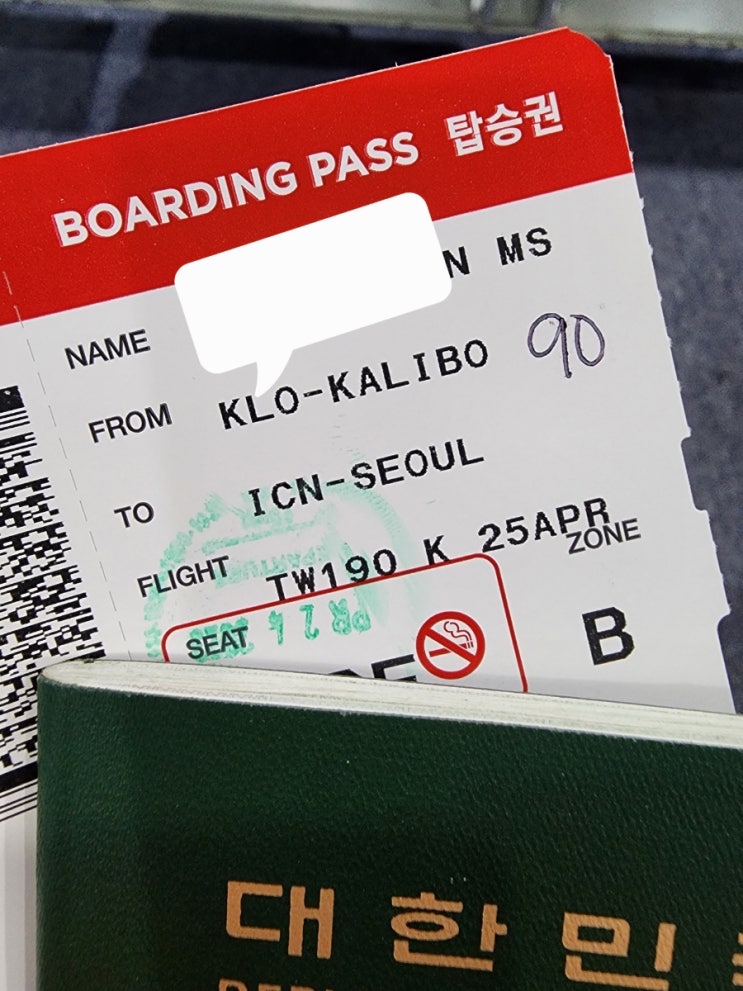 BOARDING PASS 탑승권
NAME N MS
FROM KLO-KALIBO 90
TO ICN-SEOUL
FLIGHT TW190 K 25APR
SEAT ZONE
B
대한민